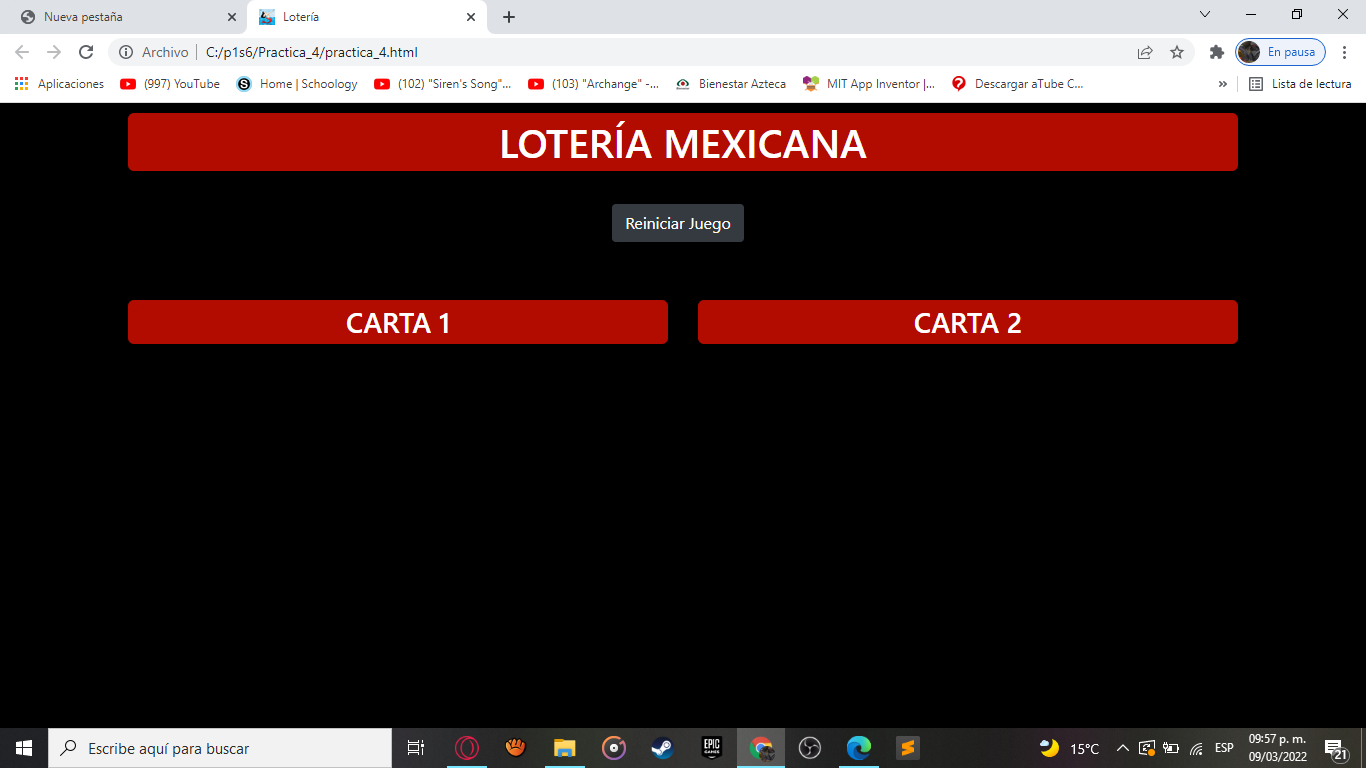 Nueva pestaña
Lotería
Archivo
C:/p1s6/Practica_4/practica_4.html
En pausa
Aplicaciones
(997) YouTube
S
Home | Schoology
(102) "Siren's Song"...
(103) "Archange" -...
Bienestar Azteca
MIT App Inventor |...
Descargar aTube C...
»
Lista de lectura
LOTERÍA MEXICANA
Reiniciar Juego
CARTA 1
CARTA 2
Escribe aquí para buscar
EPIC
GAMES
15°C
ESP
09:57 p. m.
09/03/2022
21